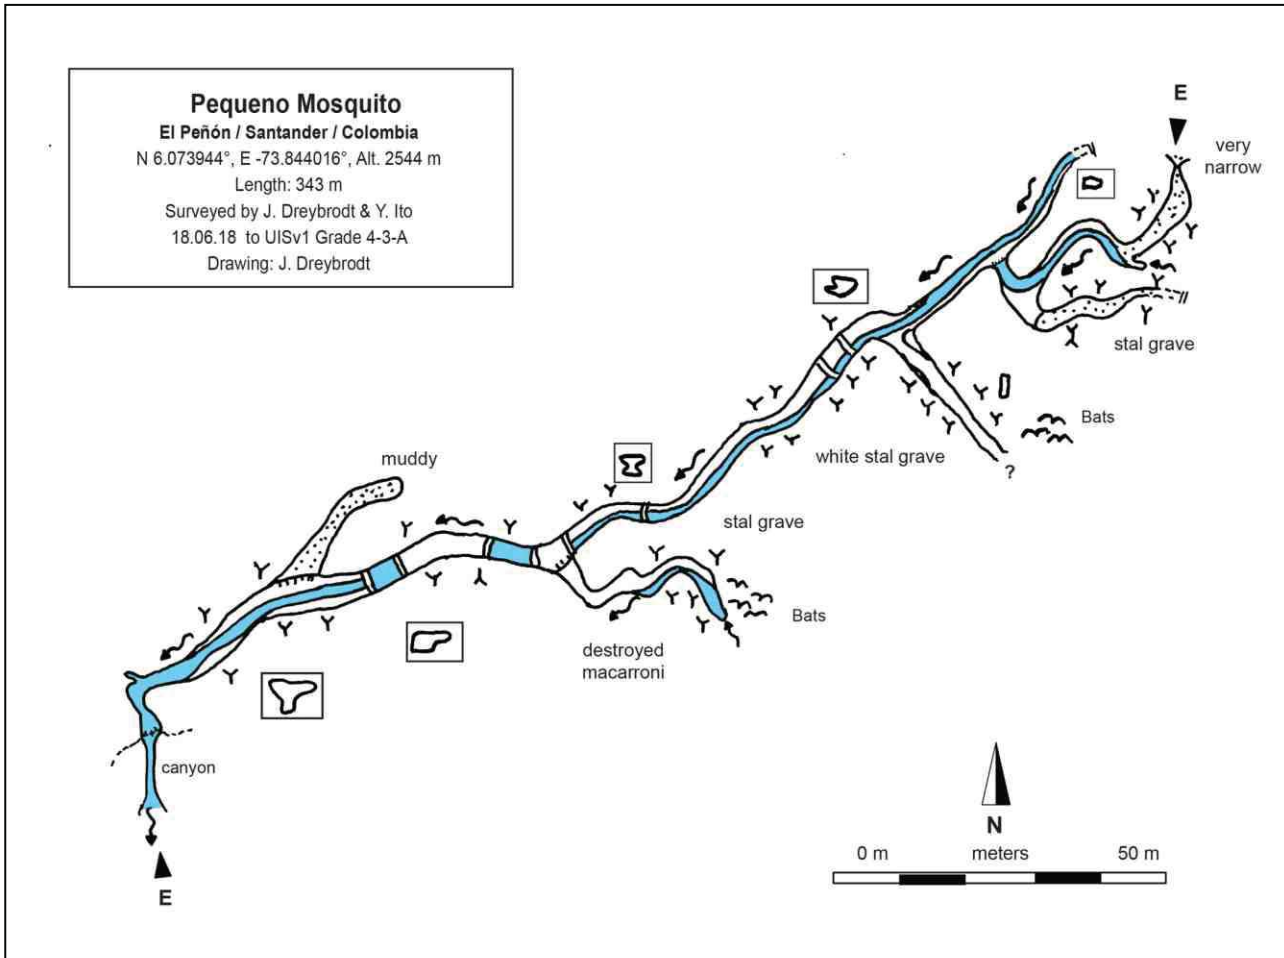 Pequeno Mosquito
El Peñón / Santander / Colombia
N 6.073944°, E -73.844016°, Alt. 2544 m
Length: 343 m
Surveyed by J. Dreybrodt & Y. Ito
18.06.18 to UISv1 Grade 4-3-A
Drawing: J. Dreybrodt
E
very
narrow
stal grave
Bats
white stal grave
?
muddy
stal grave
Bats
destroyed
macarroni
canyon
E
N
0 m meters 50 m